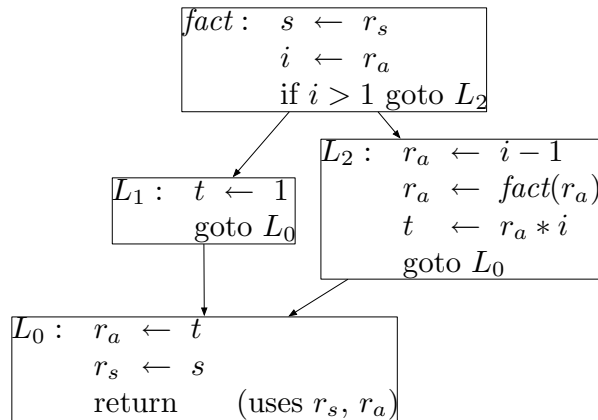 fact : s ← r_s
i ← r_a
if i > 1 goto L_2
L_1 : t ← 1
goto L_0
L_2 : r_a ← i − 1
r_a ← fact(r_a)
t ← r_a ∗ i
goto L_0
L_0 : r_a ← t
r_s ← s
return (uses r_s, r_a)